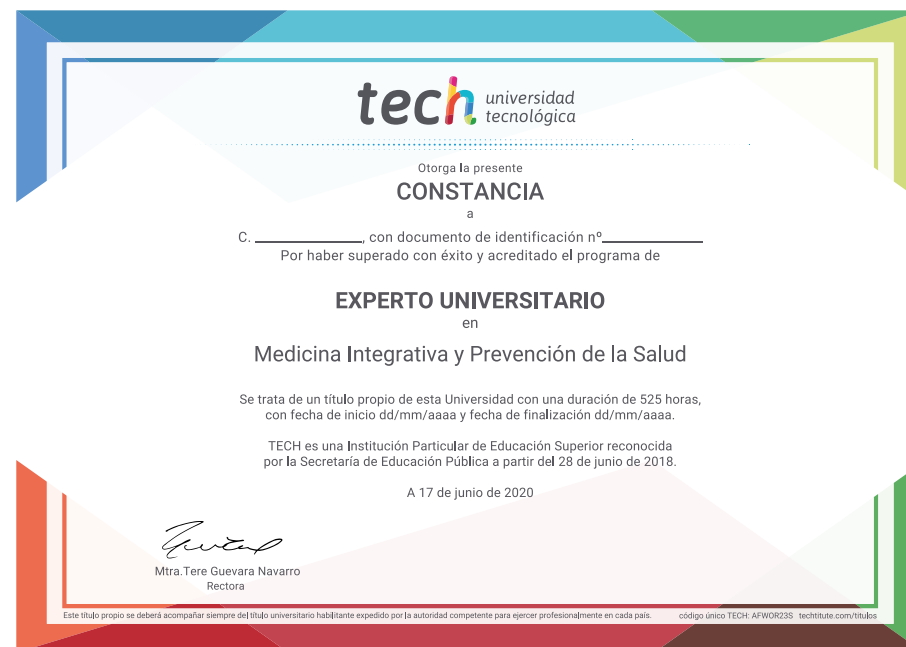 tech universidad
tecnológica
Otorga la presente
CONSTANCIA
a
C. ____________, con documento de identificación nº____________
Por haber superado con éxito y acreditado el programa de
EXPERTO UNIVERSITARIO
en
Medicina Integrativa y Prevención de la Salud
Se trata de un título propio de esta Universidad con una duración de 525 horas,
con fecha de inicio dd/mm/aaaa y fecha de finalización dd/mm/aaaa.
TECH es una Institución Particular de Educación Superior reconocida
por la Secretaría de Educación Pública a partir del 28 de junio de 2018.
A 17 de junio de 2020
Mtra.Tere Guevara Navarro
Rectora
Este título propio se deberá acompañar siempre del título universitario habilitante expedido por la autoridad competente para ejercer profesionalmente en cada país. código único TECH: AFWOR23S techtitute.com/titulos